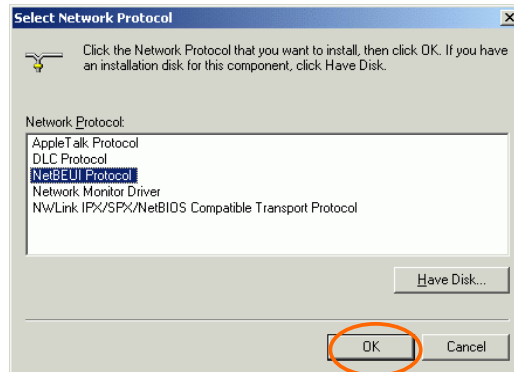 Select Network Protocol
Click the Network Protocol that you want to install, then click OK. If you have
an installation disk for this component, click Have Disk.
Network Protocol:
AppleTalk Protocol
DLC Protocol
NetBEUI Protocol
Network Monitor Driver
NWLink IPX/SPX/NetBIOS Compatible Transport Protocol
Have Disk...
OK
Cancel